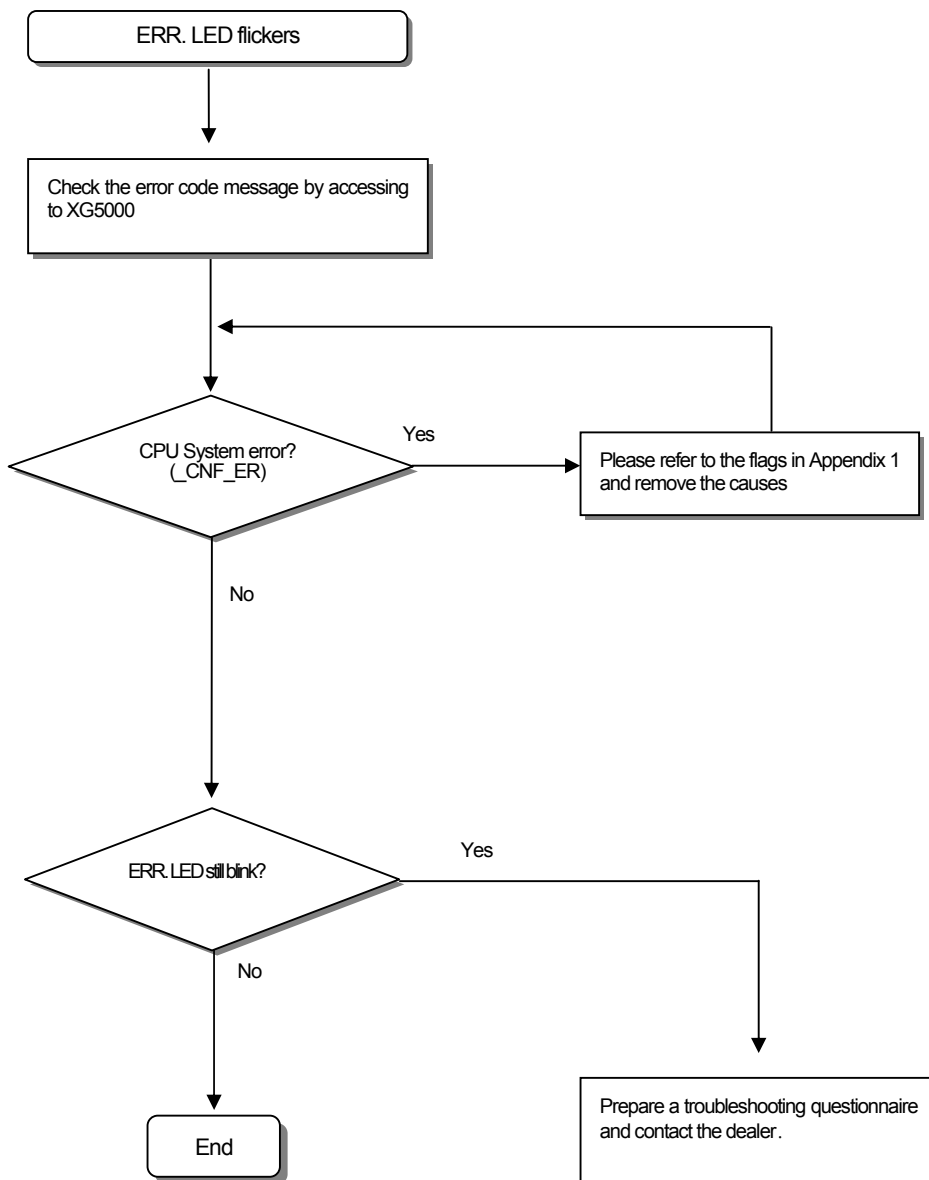 ERR. LED flickers
Check the error code message by accessing
to XG5000
CPU System error?
(_CNF_ER)
Yes
Please refer to the flags in Appendix 1
and remove the causes
No
ERR. LED still blink?
Yes
No
End
Prepare a troubleshooting questionnaire
and contact the dealer.